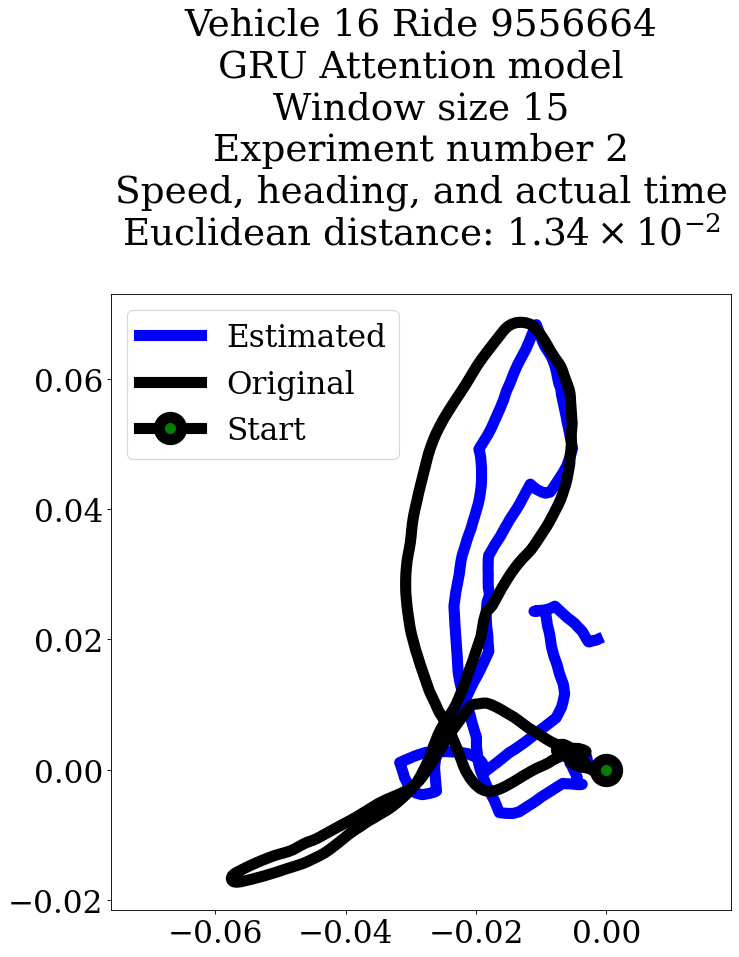 Vehicle 16 Ride 9556664
GRU Attention model
Window size 15
Experiment number 2
Speed, heading, and actual time
Euclidean distance: 1.34 × 10⁻²
Estimated
Original
Start
0.06
0.04
0.02
0.00
−0.02
−0.06
−0.04
−0.02
0.00